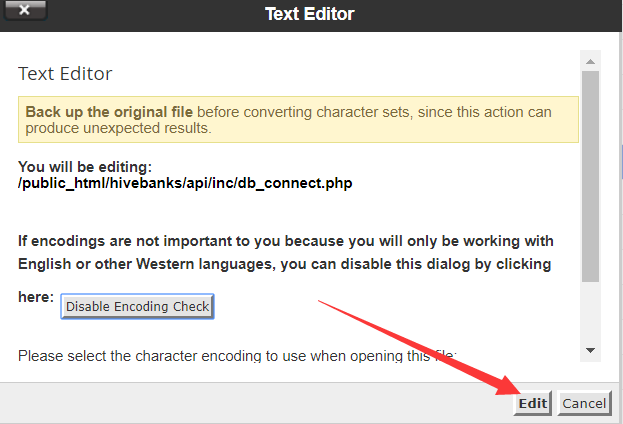 Text Editor
Text Editor
Back up the original file before converting character sets, since this action can
produce unexpected results.
You will be editing:
/public_html/hivebanks/api/inc/db_connect.php
If encodings are not important to you because you will only be working with
English or other Western languages, you can disable this dialog by clicking
here: Disable Encoding Check
Please select the character encoding to use when opening this file:
Edit Cancel